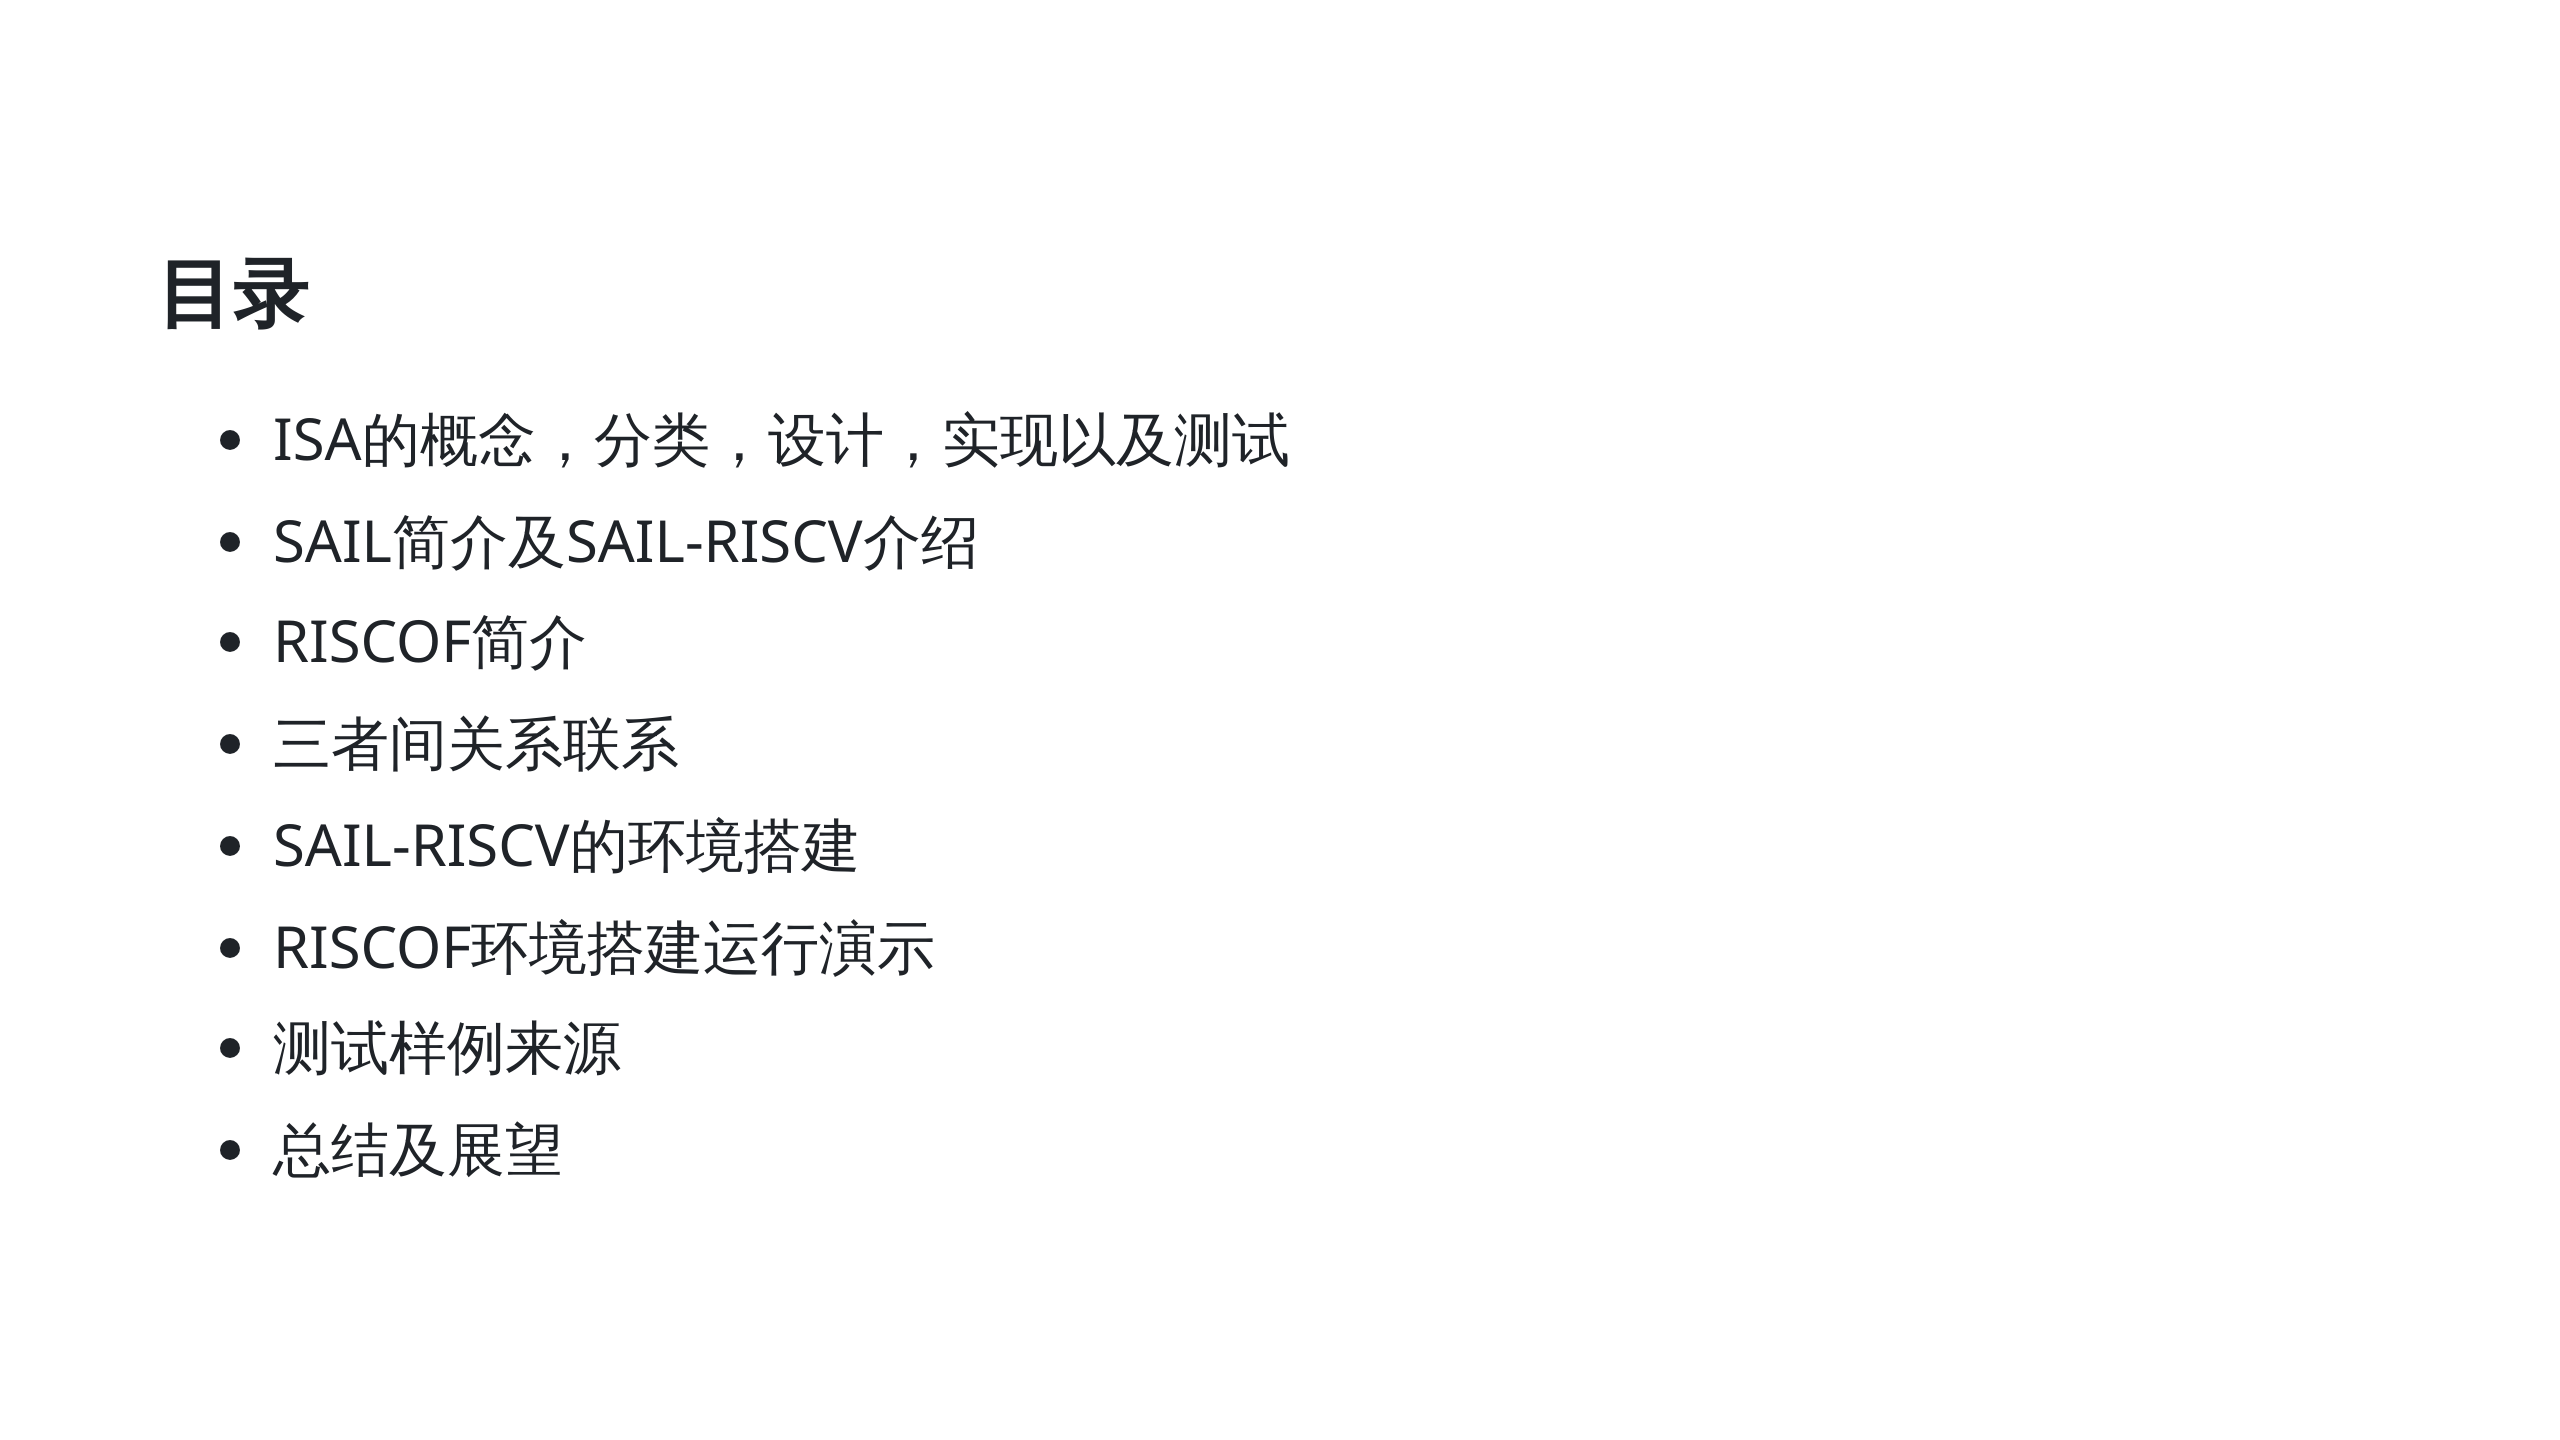 目录
ISA的概念，分类，设计，实现以及测试
SAIL简介及SAIL-RISCV介绍
RISCOF简介
三者间关系联系
SAIL-RISCV的环境搭建
RISCOF环境搭建运行演示
测试样例来源
总结及展望